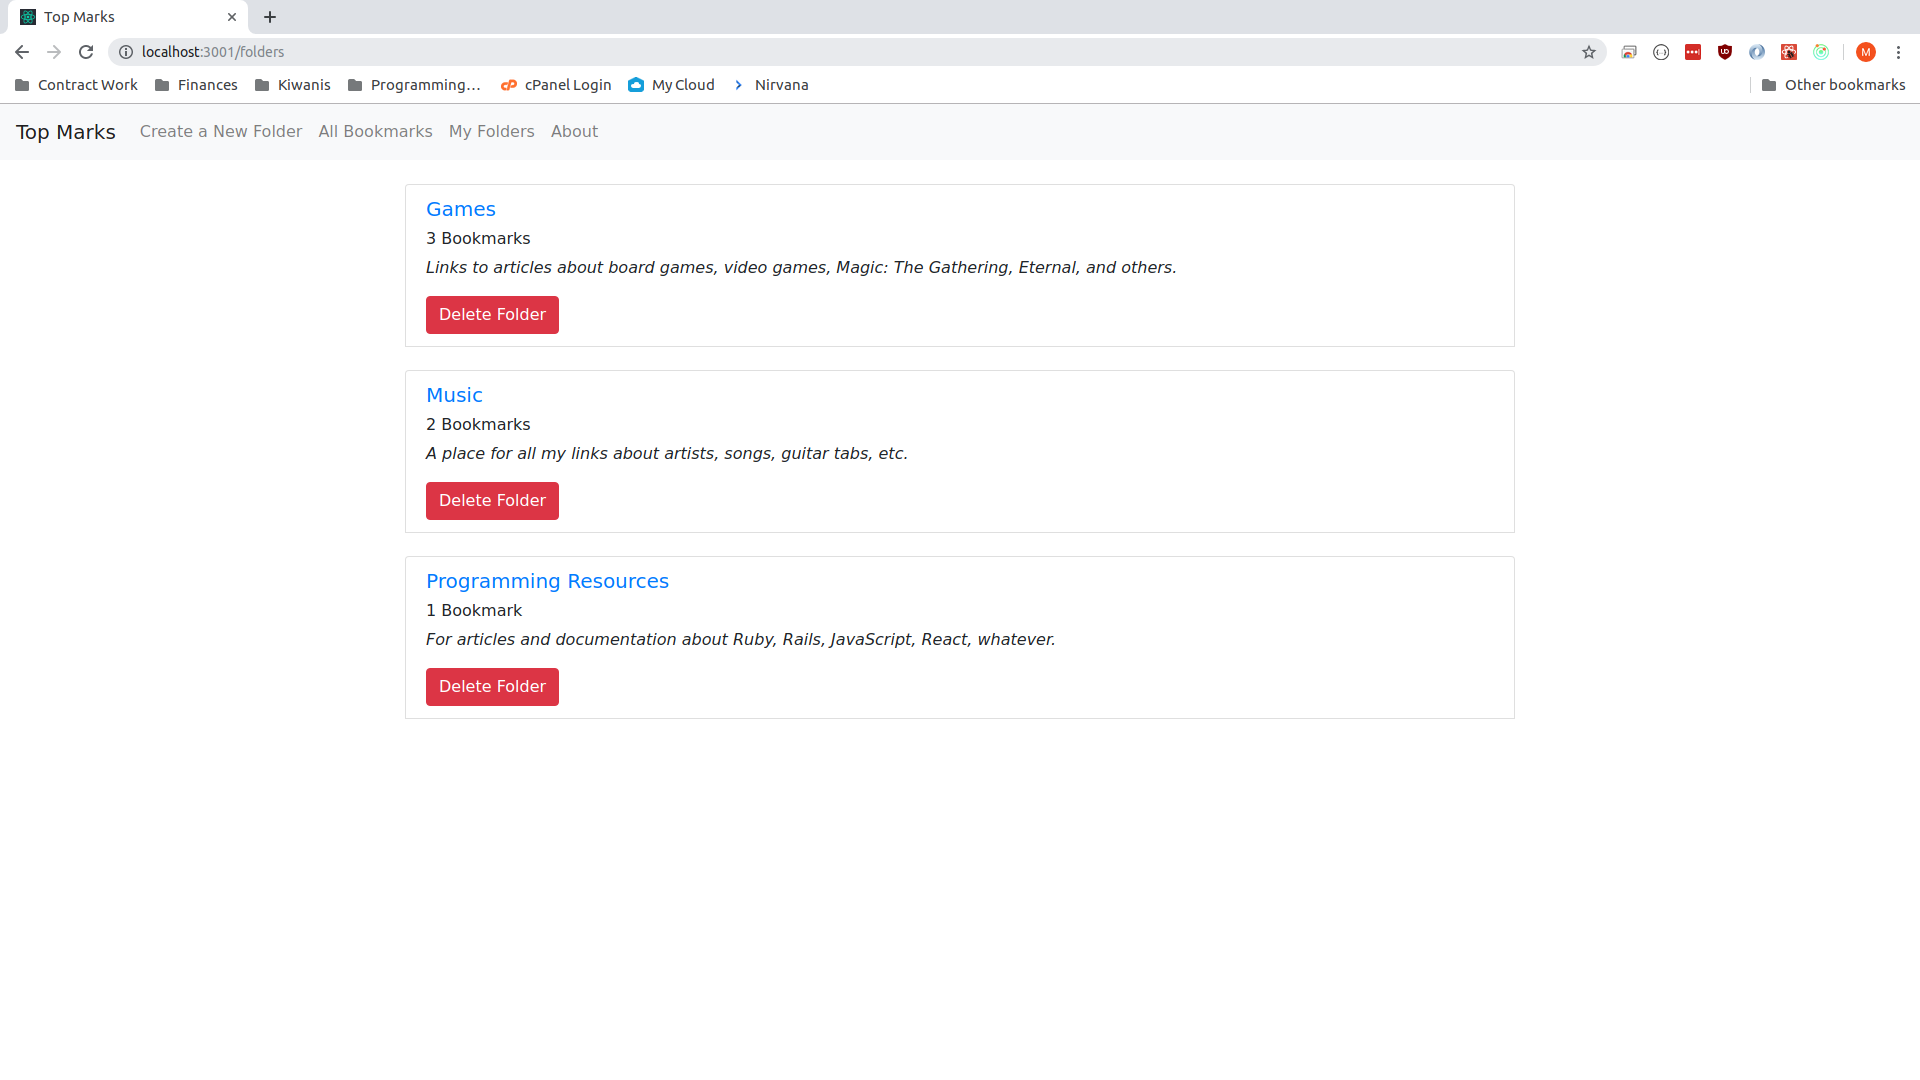 Top Marks
localhost:3001/folders
M
Contract Work Finances Kiwanis Programming... cPanel Login My Cloud Nirvana Other bookmarks
Top Marks Create a New Folder All Bookmarks My Folders About
Games
3 Bookmarks
Links to articles about board games, video games, Magic: The Gathering, Eternal, and others.
Delete Folder
Music
2 Bookmarks
A place for all my links about artists, songs, guitar tabs, etc.
Delete Folder
Programming Resources
1 Bookmark
For articles and documentation about Ruby, Rails, JavaScript, React, whatever.
Delete Folder